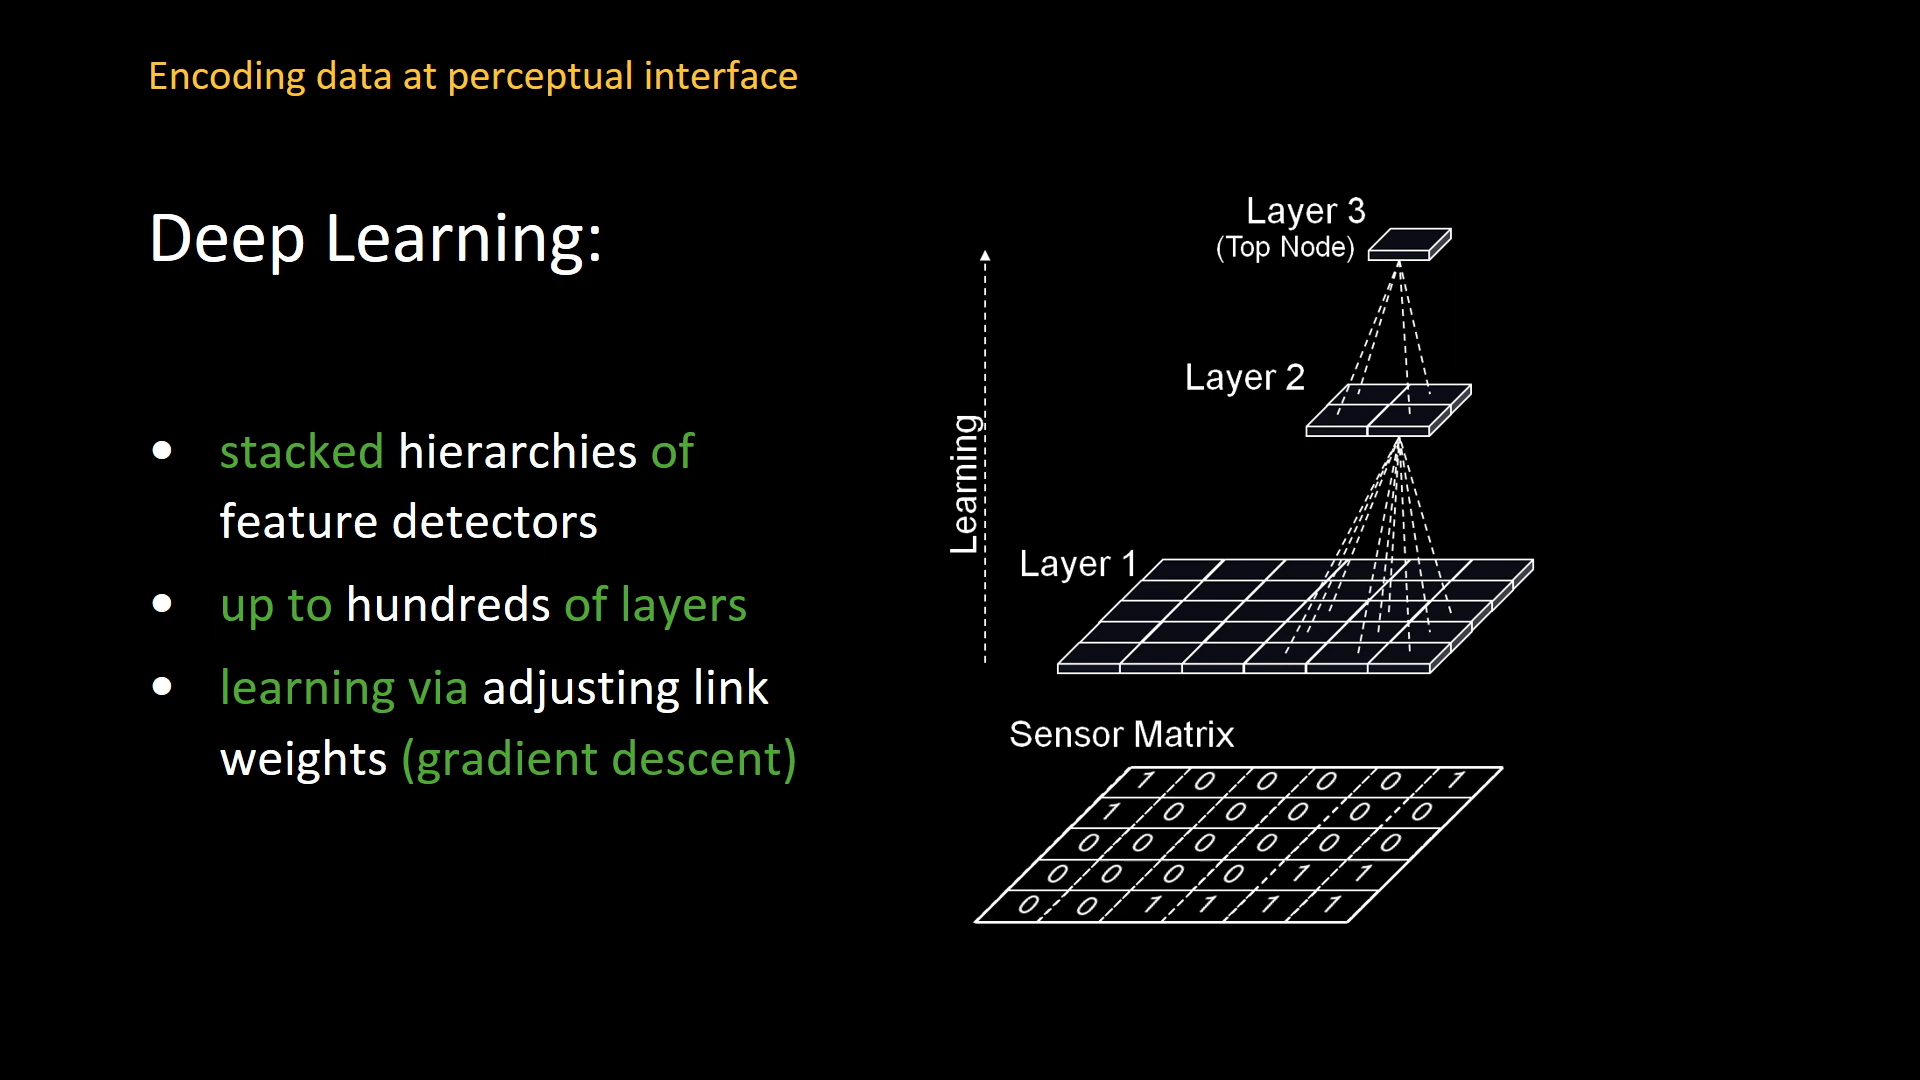 Encoding data at perceptual interface
Deep Learning:
• stacked hierarchies of
feature detectors
• up to hundreds of layers
• learning via adjusting link
weights (gradient descent)
Learning
Layer 3
(Top Node)
Layer 2
Layer 1
Sensor Matrix
1 0 0 0 0 1
1 0 0 0 0 0
0 0 0 0 0 0
0 0 0 0 1 1
0 0 1 1 1 1